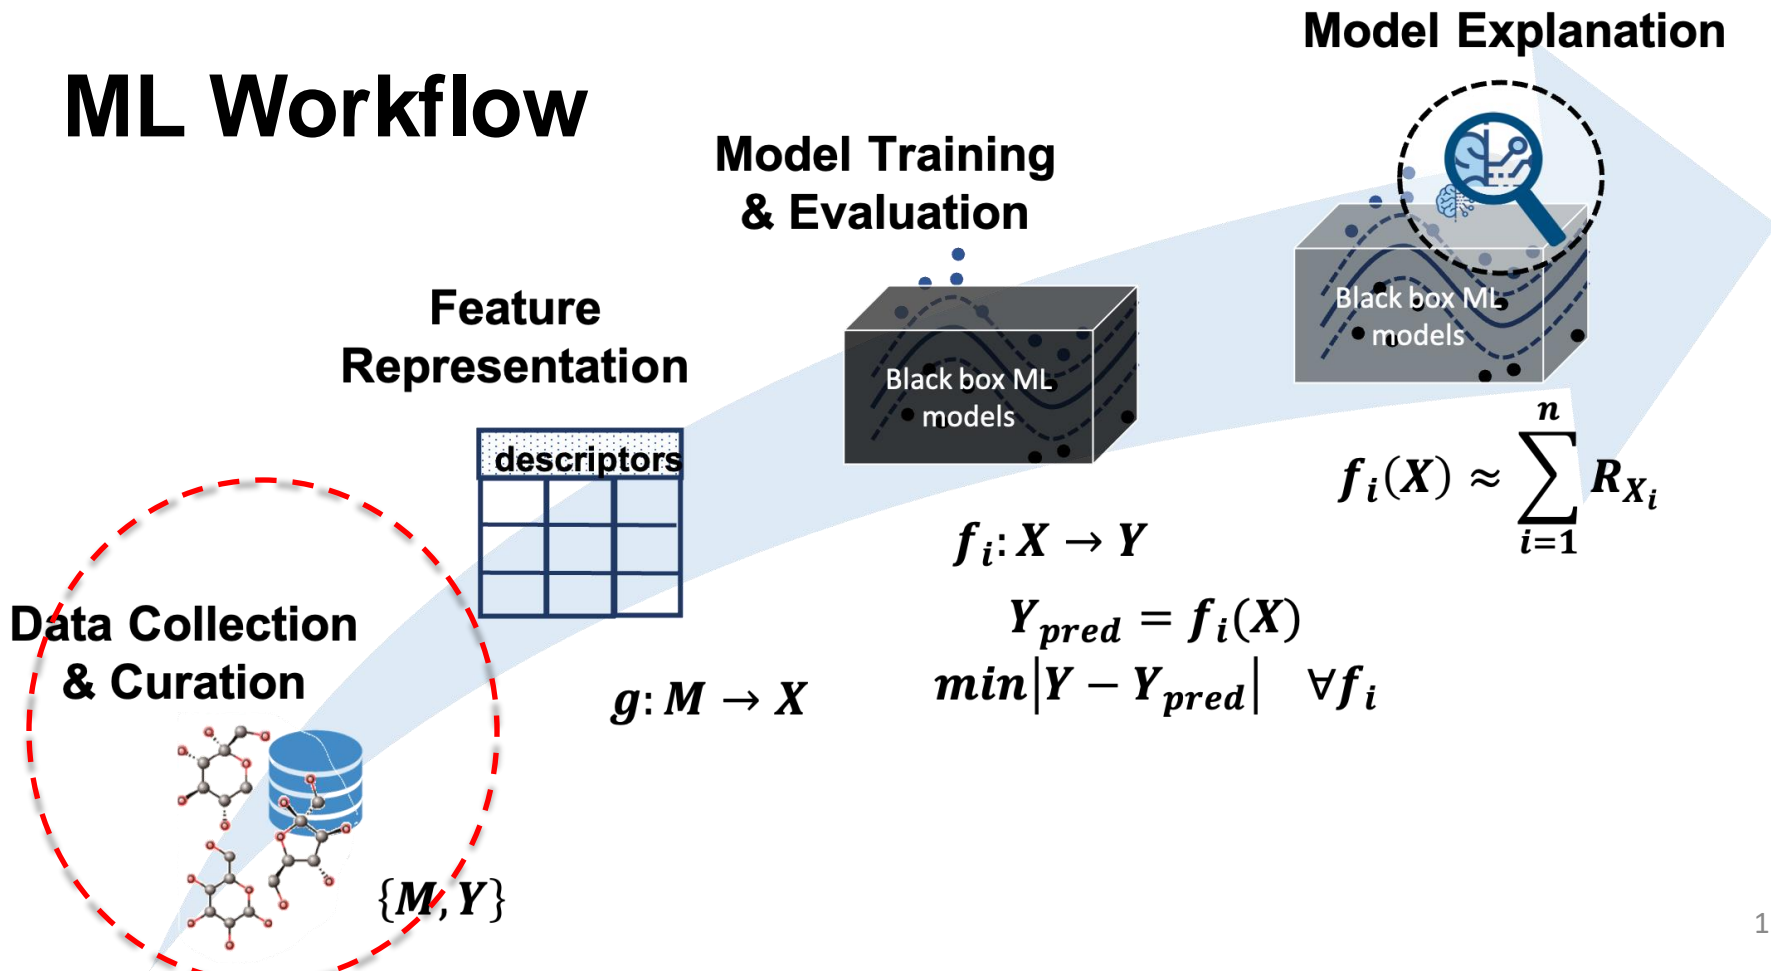 ML Workflow
Data Collection
& Curation
{M, Y}
Feature
Representation
descriptors
g: M → X
Model Training
& Evaluation
Black box ML
models
f_i: X → Y
Y_pred = f_i(X)
min|Y − Y_pred| ∀f_i
Model Explanation
Black box ML
models
f_i(X) ≈ ∑_{i=1}^{n} R_{X_i}
1